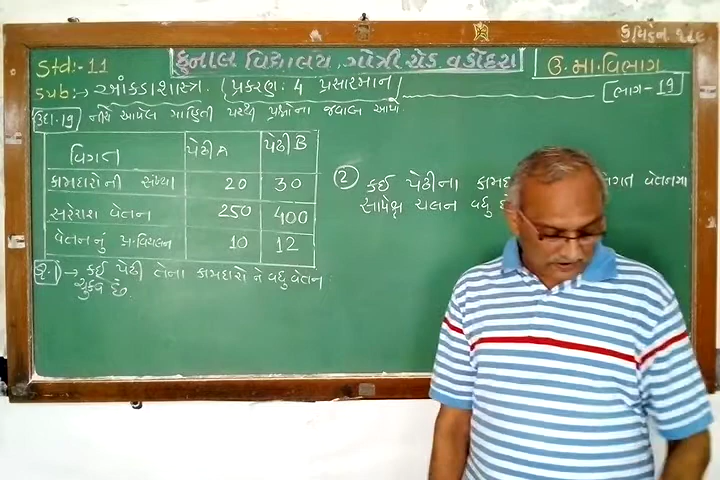 Std:- 11
કુનાલ વિદ્યાલય, ગોત્રી રોડ વડોદરા
ઉ. મા. વિભાગ
Sub:→ આંકડાશાસ્ત્ર. (પ્રકરણ: 4 પ્રસારમાન)
(ભાગ-19)
ઉદા.19 નીચે આપેલ માહિતી પરથી પ્રશ્નોના જવાબ આપો.
વિગત પેઢી A પેઢી B
કામદારોની સંખ્યા 20 30
સરેરાશ વેતન 250 400
વેતનનું પ્ર.વિચલન 10 12
પ્ર.1 → કઈ પેઢી તેના કામદારોને વધુ વેતન
ચુકવે છે.
(2) કઈ પેઢીના વેતનમાં
સાપેક્ષ ચલન વધુ